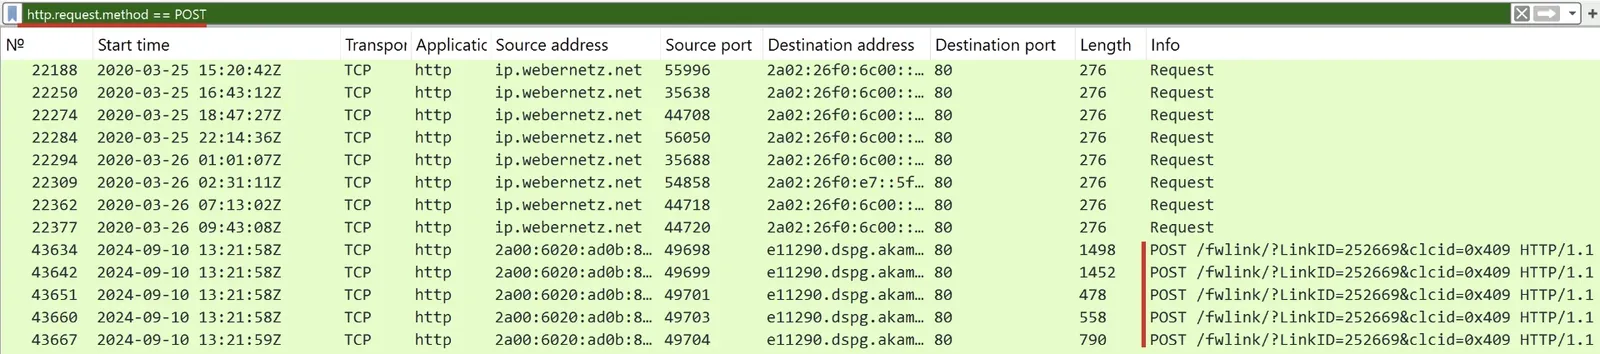 http.request.method == POST
№ Start time Transpor Applicatic Source address Source port Destination address Destination port Length Info
22188 2020-03-25 15:20:42Z TCP http ip.webernetz.net 55996 2a02:26f0:6c00::… 80 276 Request
22250 2020-03-25 16:43:12Z TCP http ip.webernetz.net 35638 2a02:26f0:6c00::… 80 276 Request
22274 2020-03-25 18:47:27Z TCP http ip.webernetz.net 44708 2a02:26f0:6c00::… 80 276 Request
22284 2020-03-25 22:14:36Z TCP http ip.webernetz.net 56050 2a02:26f0:6c00::… 80 276 Request
22294 2020-03-26 01:01:07Z TCP http ip.webernetz.net 35688 2a02:26f0:6c00::… 80 276 Request
22309 2020-03-26 02:31:11Z TCP http ip.webernetz.net 54858 2a02:26f0:e7::5f… 80 276 Request
22362 2020-03-26 07:13:02Z TCP http ip.webernetz.net 44718 2a02:26f0:6c00::… 80 276 Request
22377 2020-03-26 09:43:08Z TCP http ip.webernetz.net 44720 2a02:26f0:6c00::… 80 276 Request
43634 2024-09-10 13:21:58Z TCP http 2a00:6020:ad0b:8… 49698 e11290.dspg.akam… 80 1498 POST /fwlink/?LinkID=252669&clcid=0x409 HTTP/1.1
43642 2024-09-10 13:21:58Z TCP http 2a00:6020:ad0b:8… 49699 e11290.dspg.akam… 80 1452 POST /fwlink/?LinkID=252669&clcid=0x409 HTTP/1.1
43651 2024-09-10 13:21:58Z TCP http 2a00:6020:ad0b:8… 49701 e11290.dspg.akam… 80 478 POST /fwlink/?LinkID=252669&clcid=0x409 HTTP/1.1
43660 2024-09-10 13:21:58Z TCP http 2a00:6020:ad0b:8… 49703 e11290.dspg.akam… 80 558 POST /fwlink/?LinkID=252669&clcid=0x409 HTTP/1.1
43667 2024-09-10 13:21:59Z TCP http 2a00:6020:ad0b:8… 49704 e11290.dspg.akam… 80 790 POST /fwlink/?LinkID=252669&clcid=0x409 HTTP/1.1